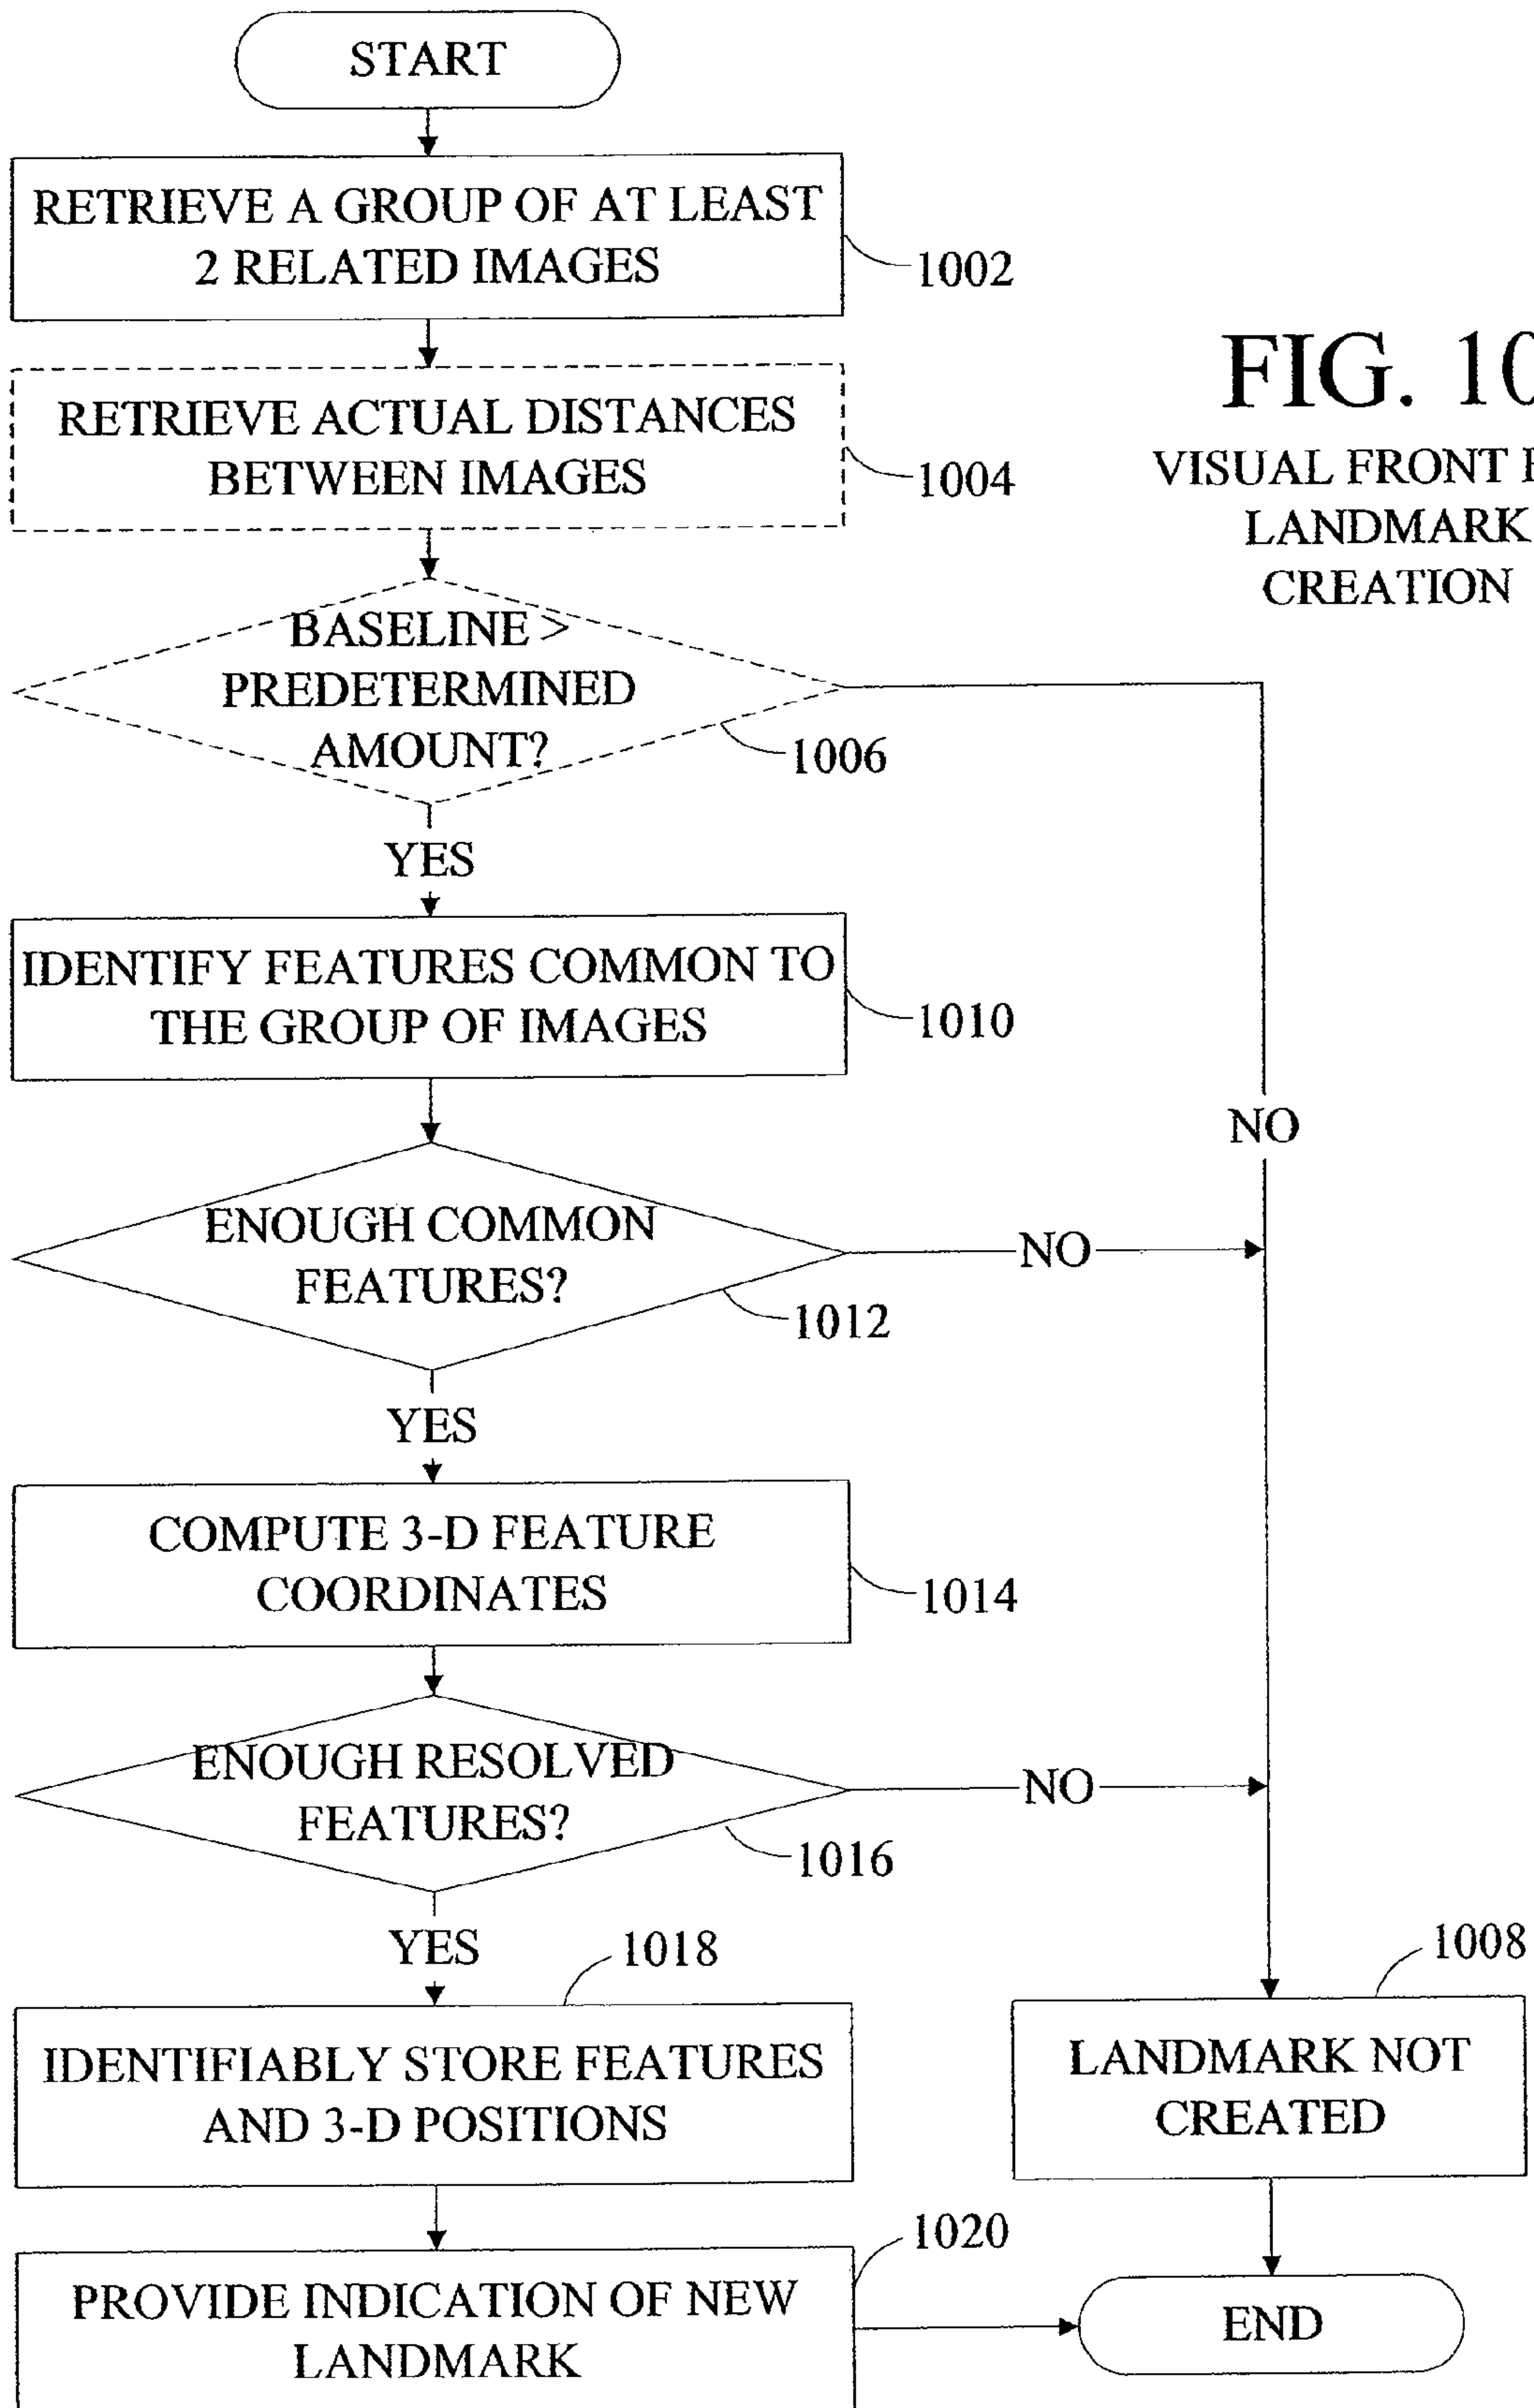 START
RETRIEVE A GROUP OF AT LEAST
2 RELATED IMAGES
1002
RETRIEVE ACTUAL DISTANCES
BETWEEN IMAGES
1004
FIG. 10
VISUAL FRONT
LANDMARK
CREATION
BASELINE >
PREDETERMINED
AMOUNT?
1006
YES
IDENTIFY FEATURES COMMON TO
THE GROUP OF IMAGES
1010
NO
ENOUGH COMMON
FEATURES?
NO
1012
YES
COMPUTE 3-D FEATURE
COORDINATES
1014
ENOUGH RESOLVED
FEATURES?
NO
1016
YES
1018
1008
IDENTIFIABLY STORE FEATURES
AND 3-D POSITIONS
LANDMARK NOT
CREATED
1020
PROVIDE INDICATION OF NEW
LANDMARK
END